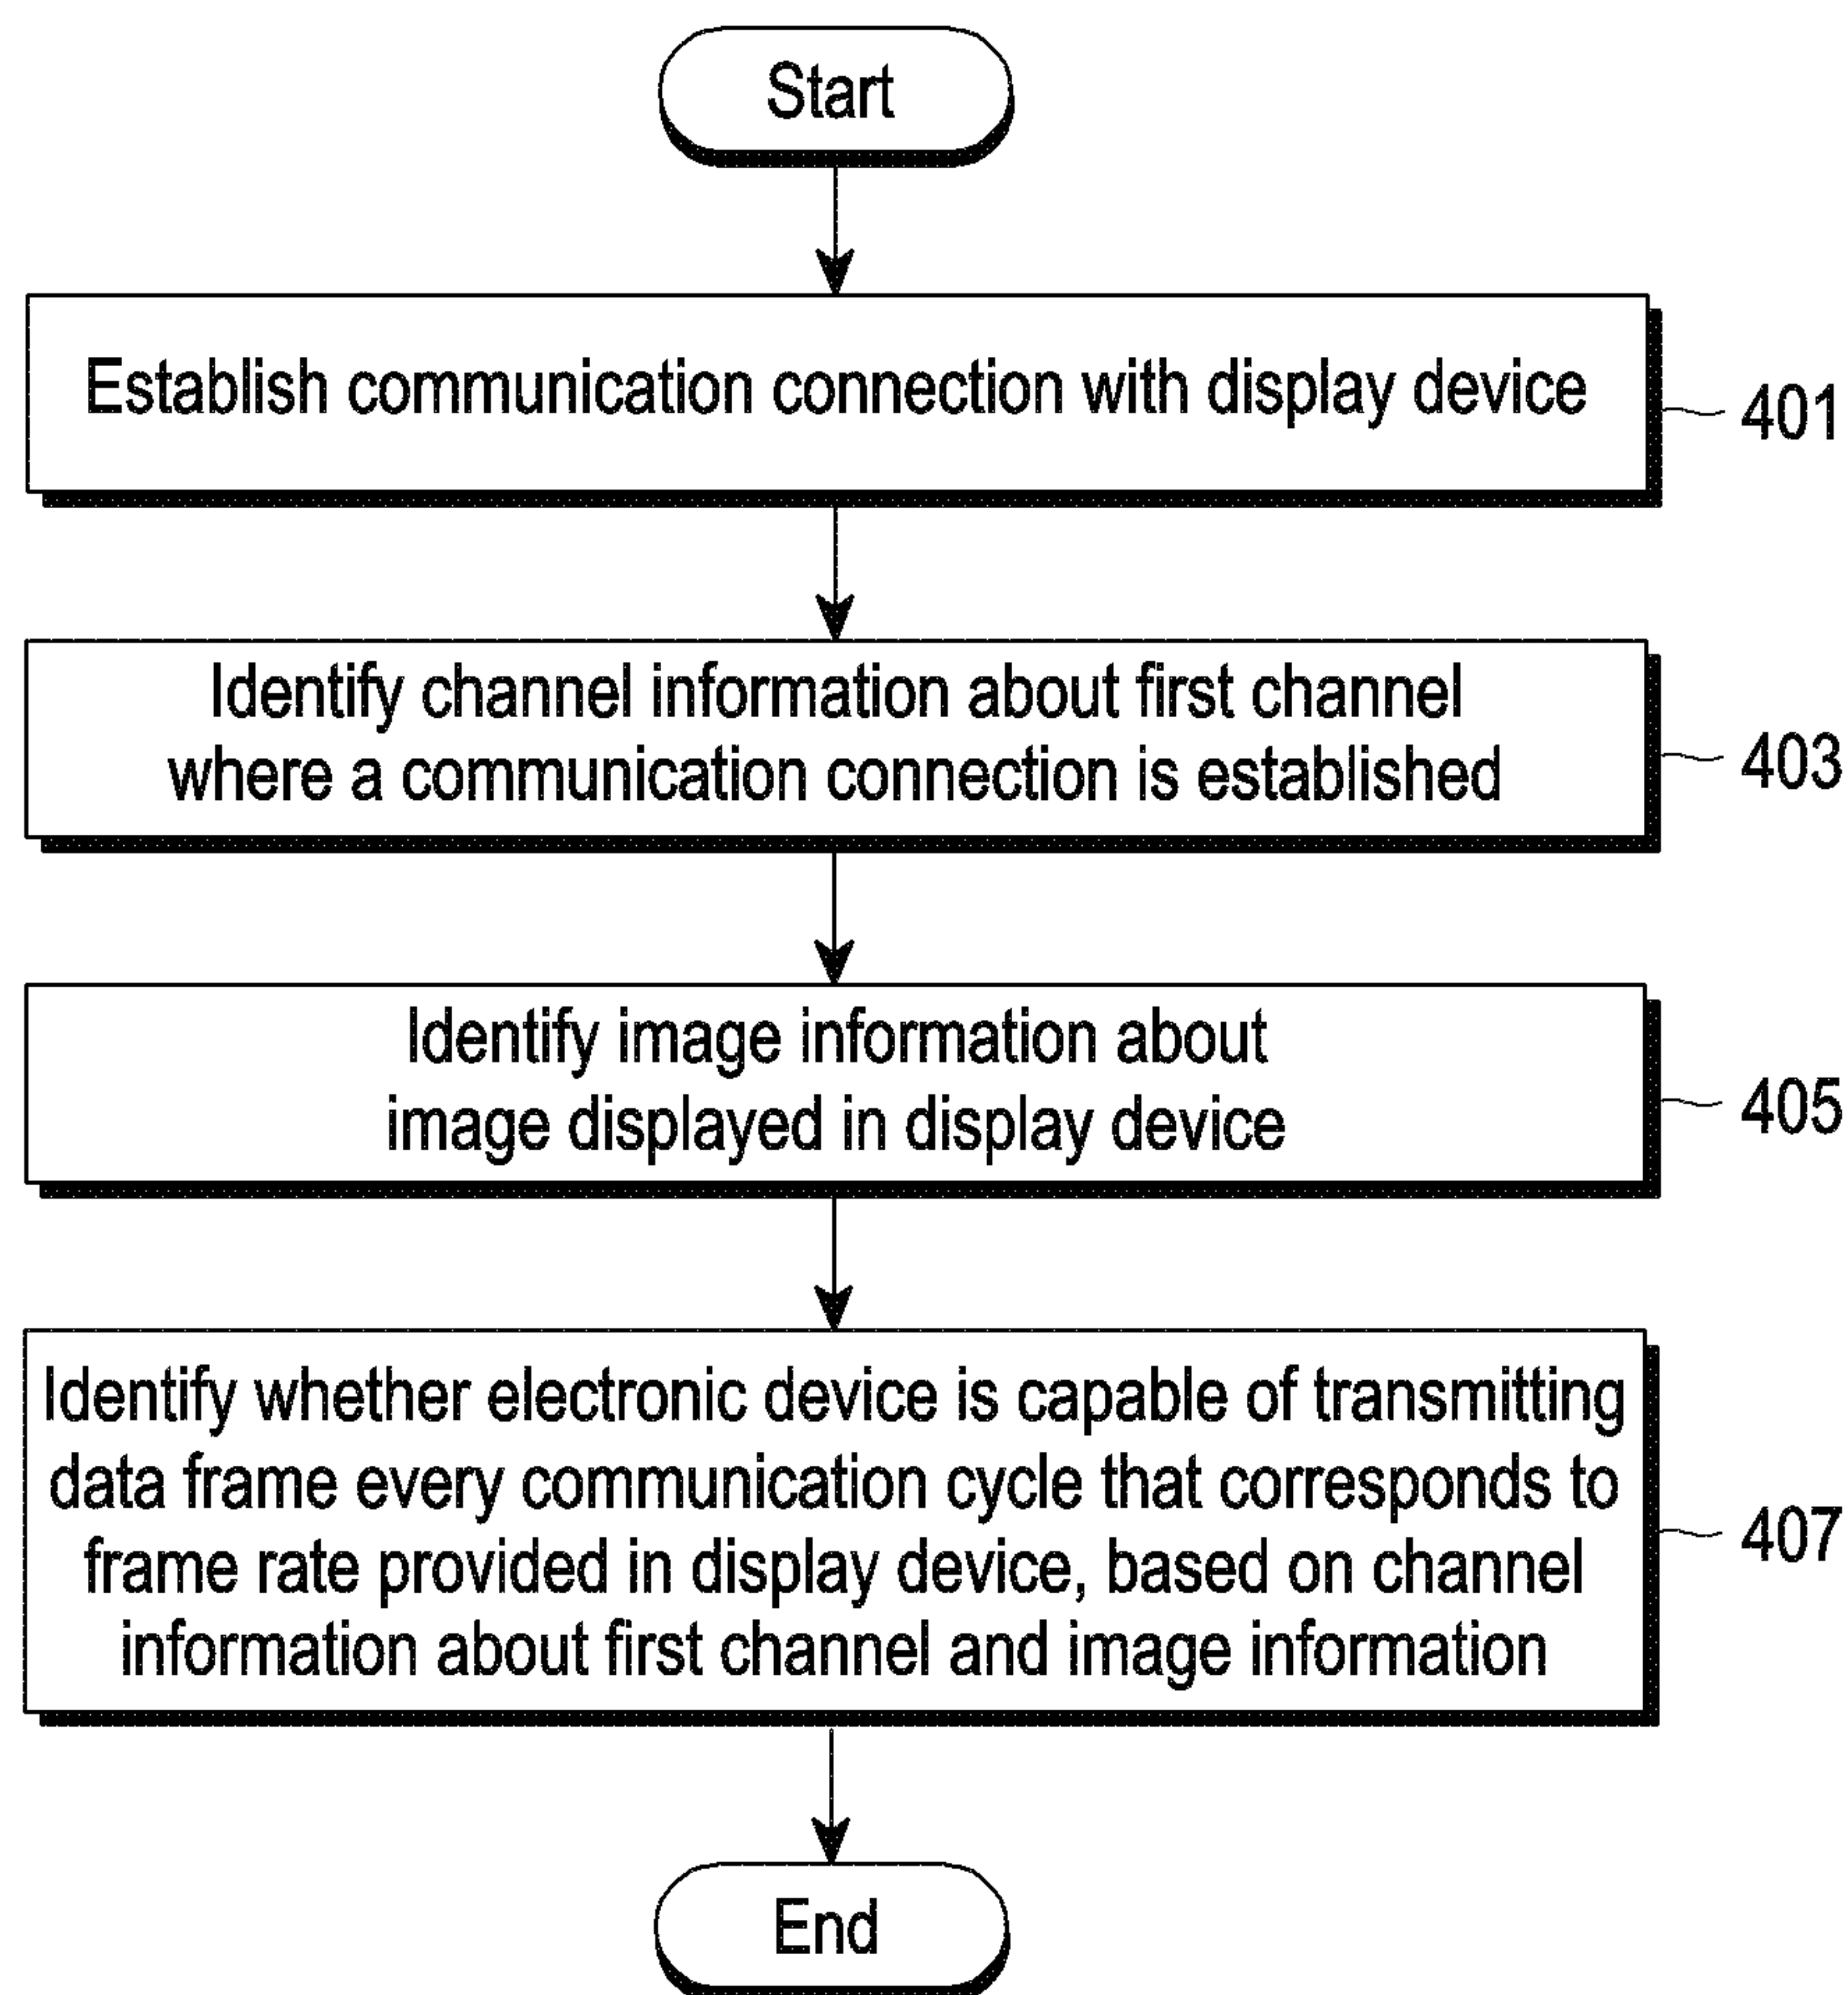 Start
Establish communication connection with display device
401
Identify channel information about first channel
where a communication connection is established
403
Identify image information about
image displayed in display device
405
Identify whether electronic device is capable of transmitting
data frame every communication cycle that corresponds to
frame rate provided in display device, based on channel
information about first channel and image information
407
End